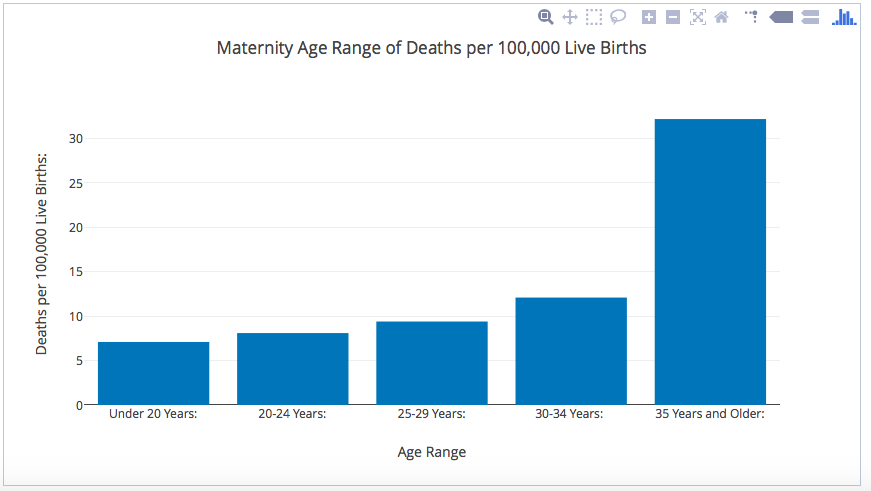 Maternity Age Range of Deaths per 100,000 Live Births
Deaths per 100,000 Live Births:
30
25
20
15
10
5
0
Under 20 Years:
20-24 Years:
25-29 Years:
30-34 Years:
35 Years and Older:
Age Range